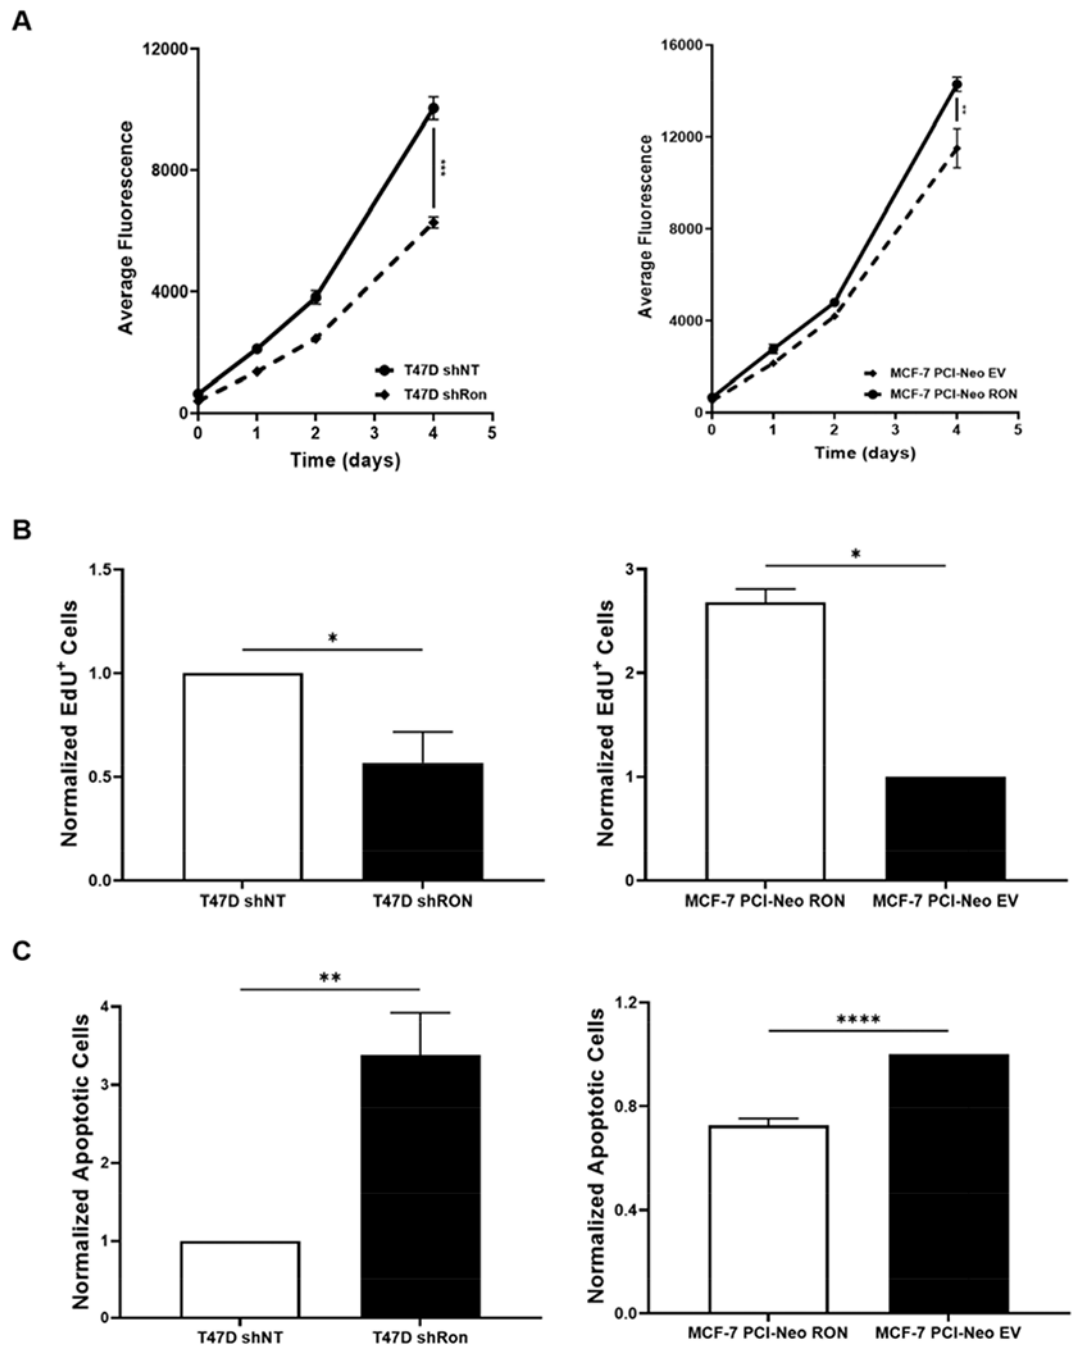 A
Average Fluorescence
12000
8000
4000
0
***
T47D shNT
T47D shRon
0 1 2 3 4 5
Time (days)
Average Fluorescence
16000
12000
8000
4000
0
**
MCF-7 PCI-Neo EV
MCF-7 PCI-Neo RON
0 1 2 3 4 5
Time (days)
B
Normalized EdU+ Cells
1.5
1.0
0.5
0.0
*
T47D shNT T47D shRON
Normalized EdU+ Cells
3
2
1
0
*
MCF-7 PCI-Neo RON MCF-7 PCI-Neo EV
C
Normalized Apoptotic Cells
4
3
2
1
0
**
T47D shNT T47D shRon
Normalized Apoptotic Cells
1.2
0.8
0.4
0.0
****
MCF-7 PCI-Neo RON MCF-7 PCI-Neo EV